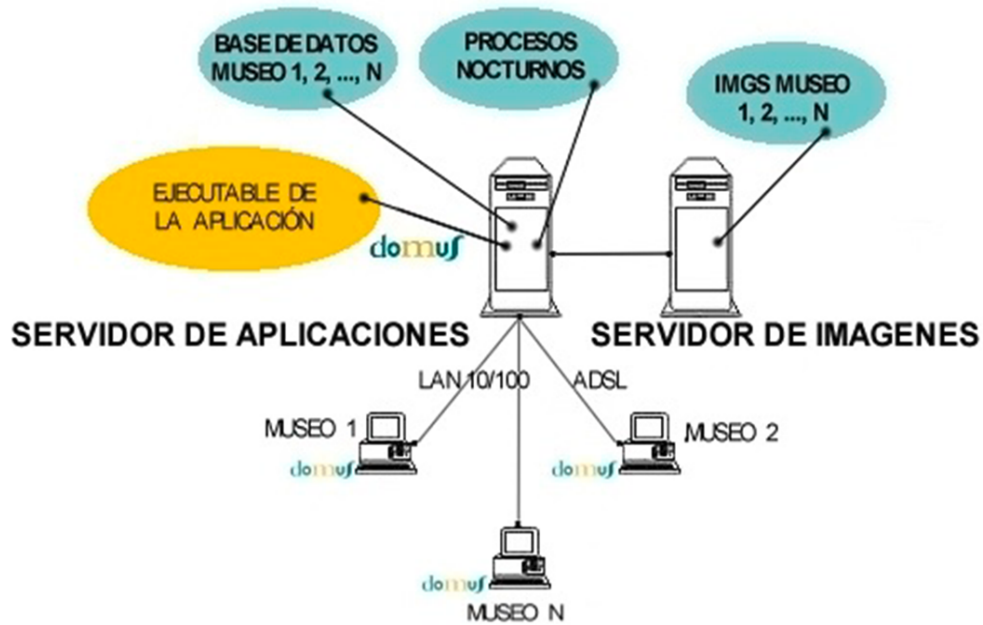 BASE DE DATOS
MUSEO 1, 2, ..., N
PROCESOS
NOCTURNOS
IMGS MUSEO
1, 2, ..., N
EJECUTABLE DE
LA APLICACIÓN
domus
SERVIDOR DE APLICACIONES
SERVIDOR DE IMAGENES
LAN 10/100
ADSL
MUSEO 1
domus
MUSEO 2
domus
domus
MUSEO N